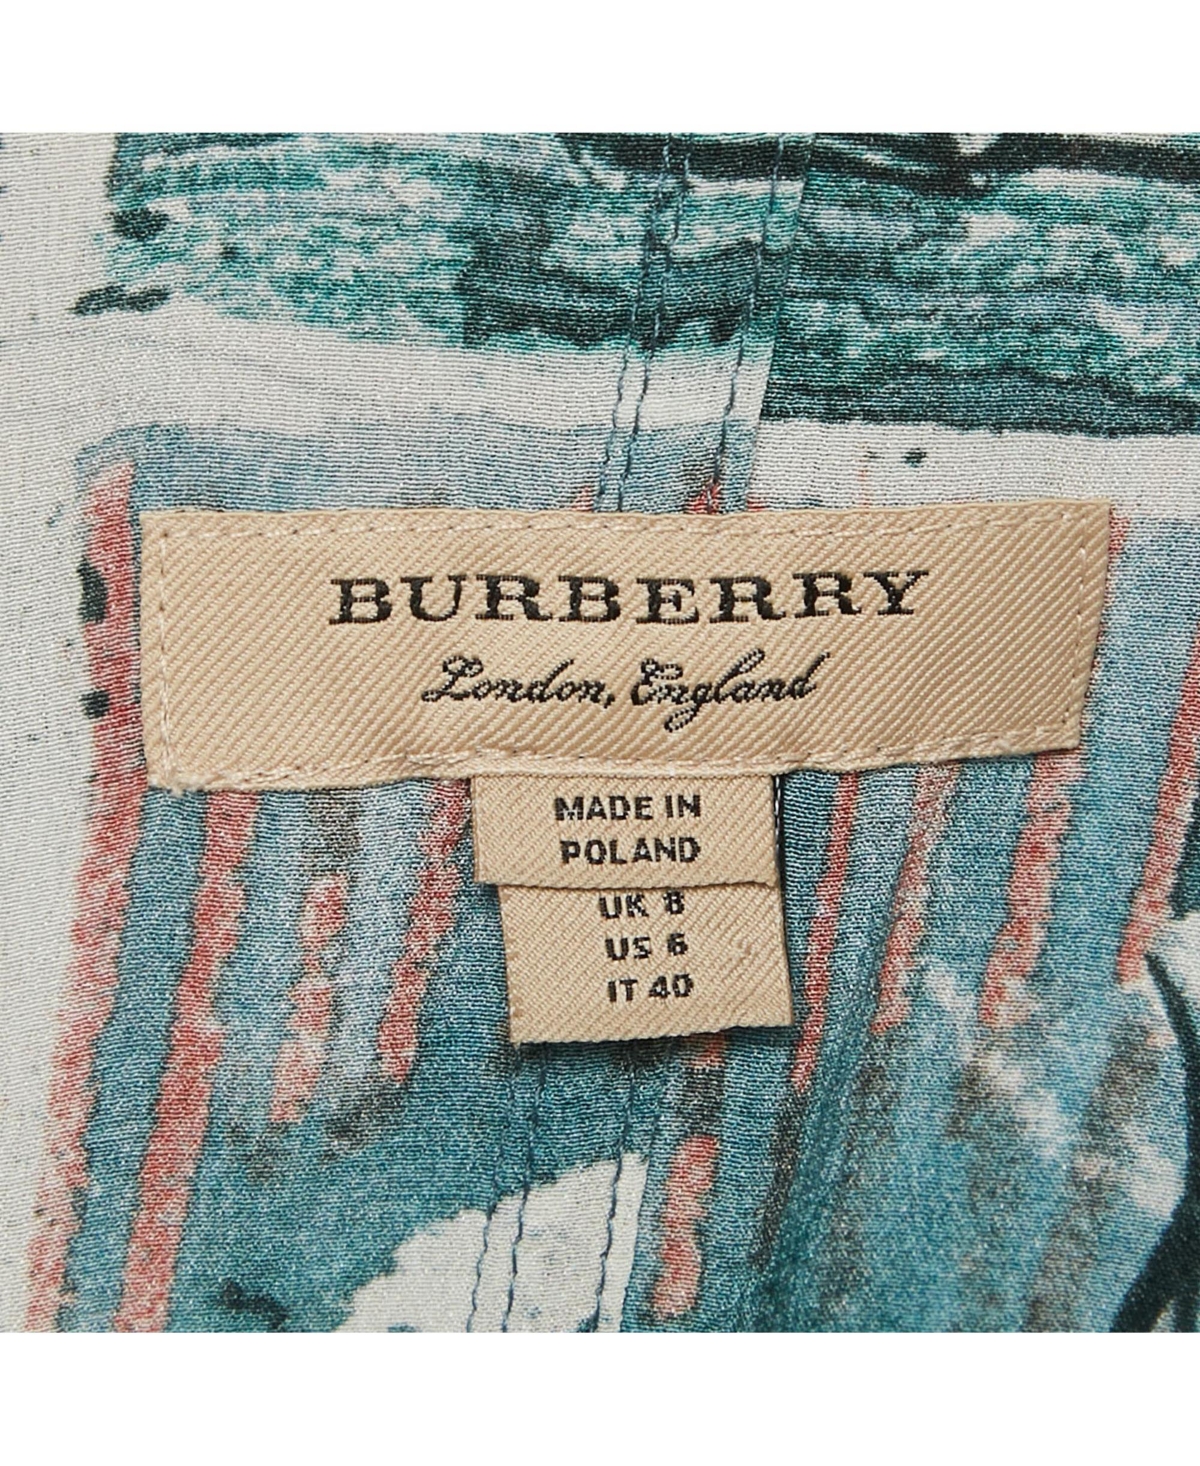 BURBERRY
London, England
MADE IN
POLAND
UK 8
US 6
IT 40